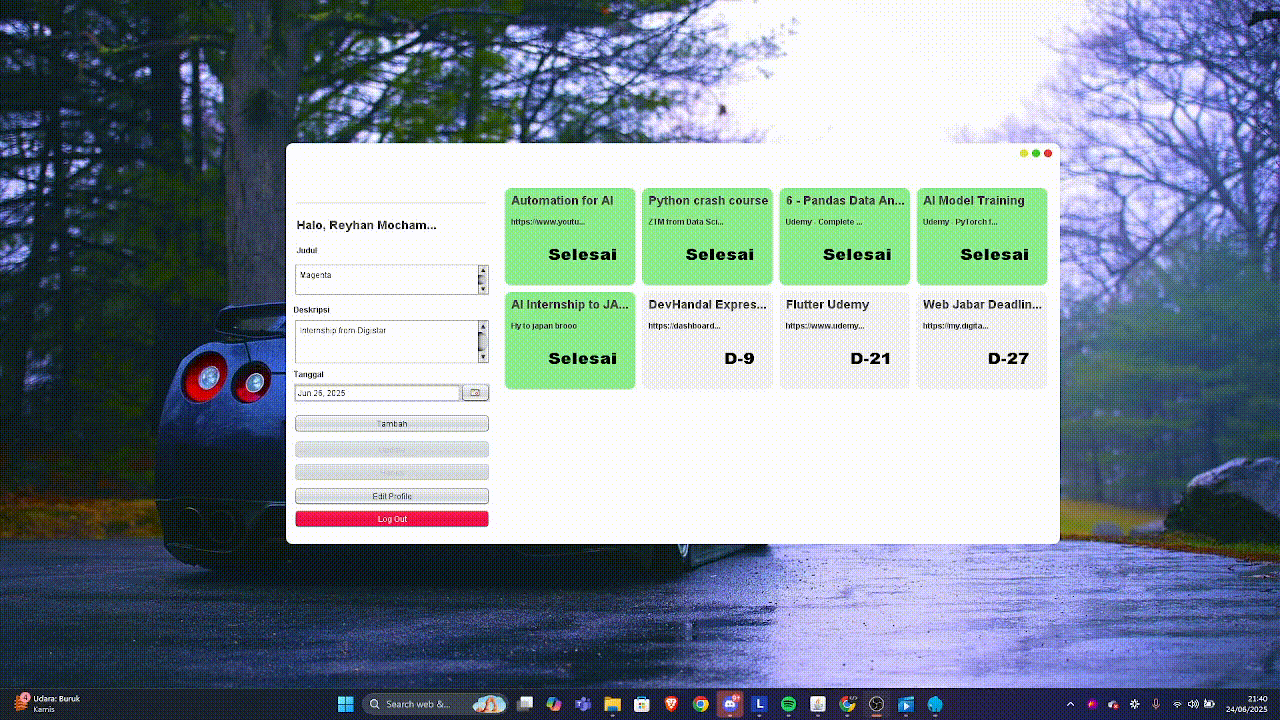 Halo, Reyhan Mocham...
Judul
Magenta
Deskripsi
Internship from Digistar
Tanggal
Jun 26, 2025
Tambah
Update
Hapus
Edit Profile
Log Out
Automation for AI
https://www.youtu...
Selesai
Python crash course
ZTM from Data Sci...
Selesai
6 - Pandas Data An...
Udemy - Complete ...
Selesai
AI Model Training
Udemy - PyTorch f...
Selesai
AI Internship to JA...
Fly to japan brooo
Selesai
DevHandal Expres...
https://dashboard...
D-9
Flutter Udemy
https://www.udemy...
D-21
Web Jabar Deadlin...
https://my.digita...
D-27
4
Udara: Buruk
Kamis
Search web &...
21:40
24/06/2025